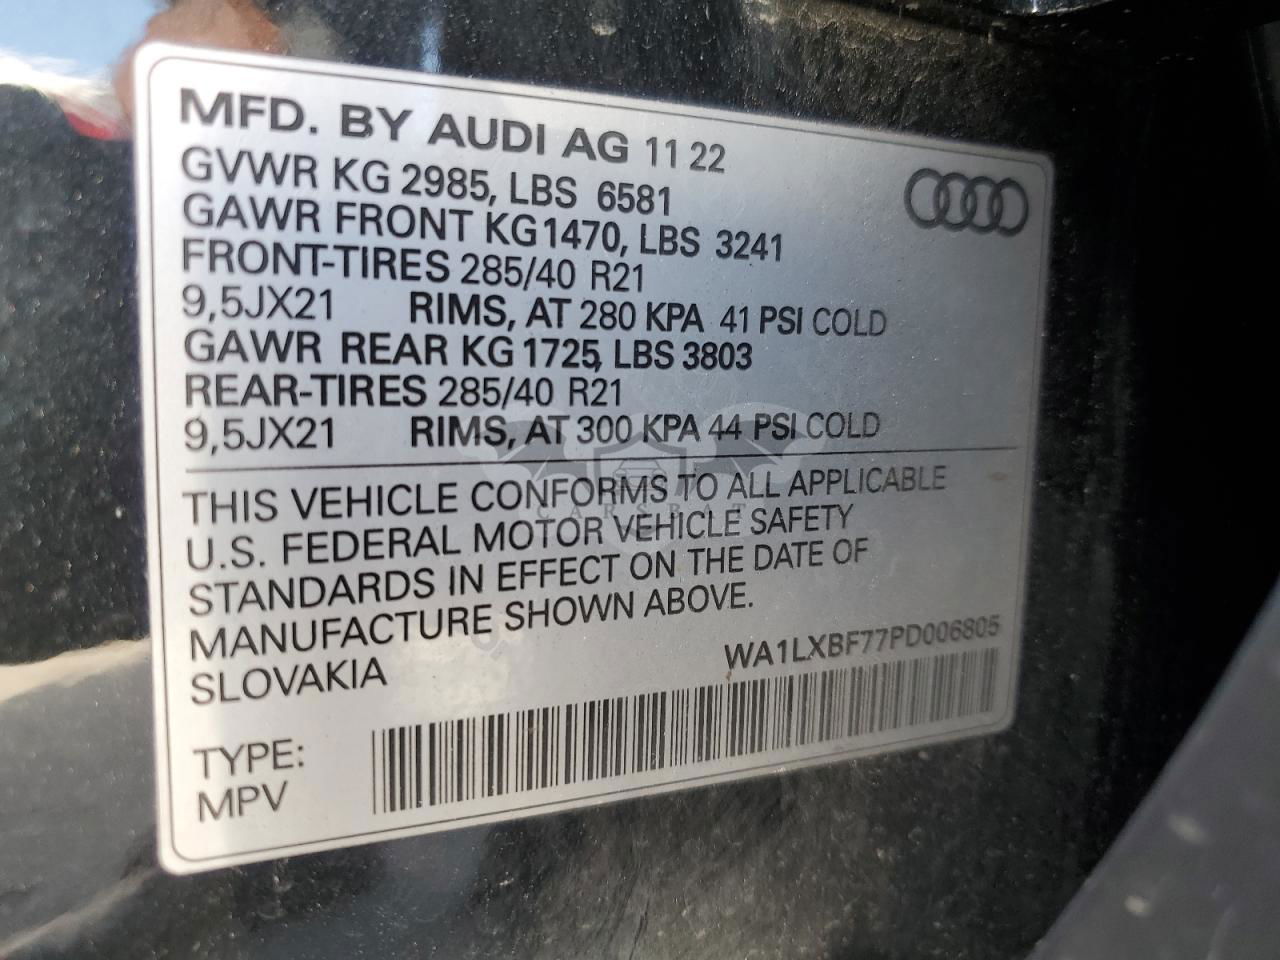 MFD. BY AUDI AG 11 22
GVWR KG 2985, LBS 6581
GAWR FRONT KG1470, LBS 3241
FRONT-TIRES 285/40 R21
9,5JX21 RIMS, AT 280 KPA 41 PSI COLD
GAWR REAR KG 1725, LBS 3803
REAR-TIRES 285/40 R21
9,5JX21 RIMS, AT 300 KPA 44 PSI COLD
THIS VEHICLE CONFORMS TO ALL APPLICABLE
U.S. FEDERAL MOTOR VEHICLE SAFETY
STANDARDS IN EFFECT ON THE DATE OF
MANUFACTURE SHOWN ABOVE.
SLOVAKIA
WA1LXBF77PD006805
TYPE:
MPV